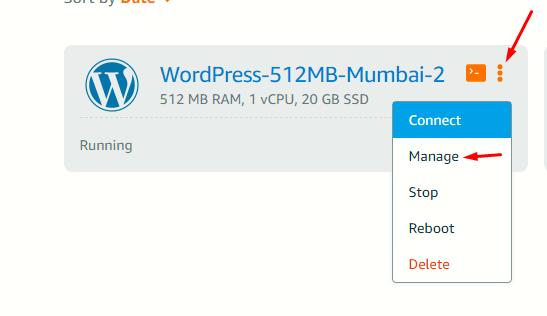 Sort by Date
WordPress-512MB-Mumbai-2
512 MB RAM, 1 vCPU, 20 GB SSD
Running
Connect
Manage
Stop
Reboot
Delete